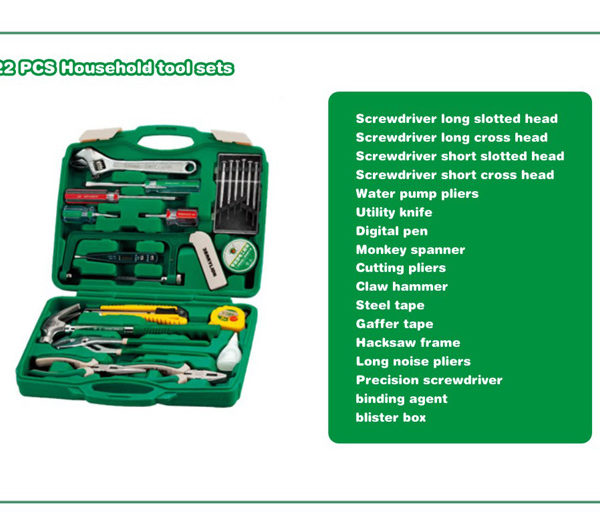 22 PCS Household tool sets
Screwdriver long slotted head
Screwdriver long cross head
Screwdriver short slotted head
Screwdriver short cross head
Water pump pliers
Utility knife
Digital pen
Monkey spanner
Cutting pliers
Claw hammer
Steel tape
Gaffer tape
Hacksaw frame
Long noise pliers
Precision screwdriver
binding agent
blister box